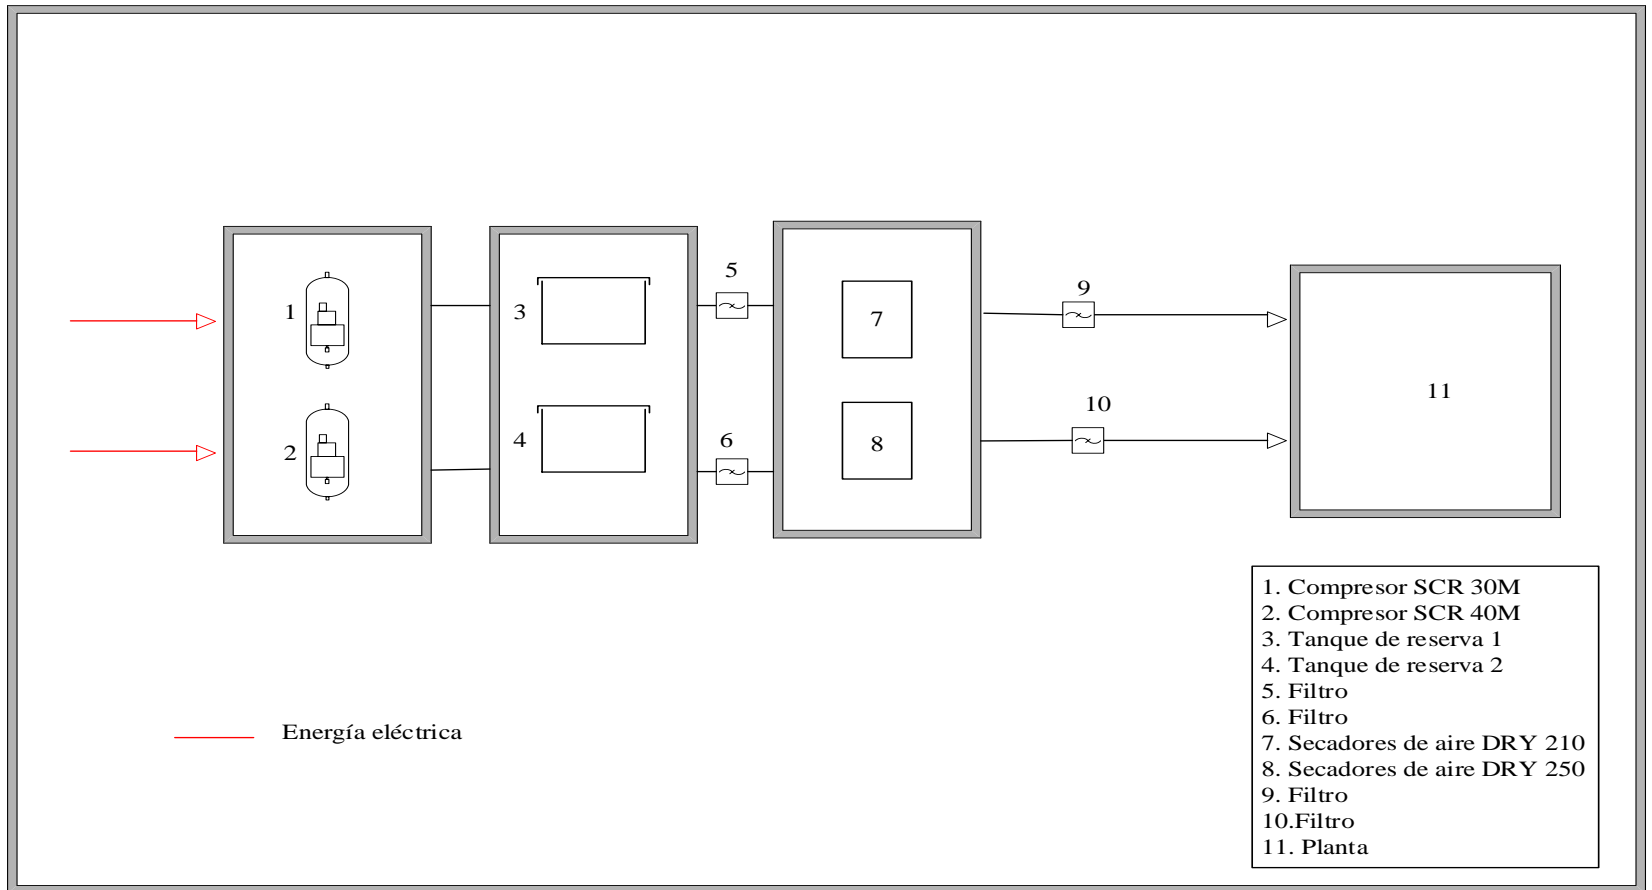 5
9
1
3
7
10
11
2
4
6
8
1. Compresor SCR 30M
2. Compresor SCR 40M
3. Tanque de reserva 1
4. Tanque de reserva 2
5. Filtro
6. Filtro
7. Secadores de aire DRY 210
8. Secadores de aire DRY 250
9. Filtro
10.Filtro
11. Planta
Energía eléctrica